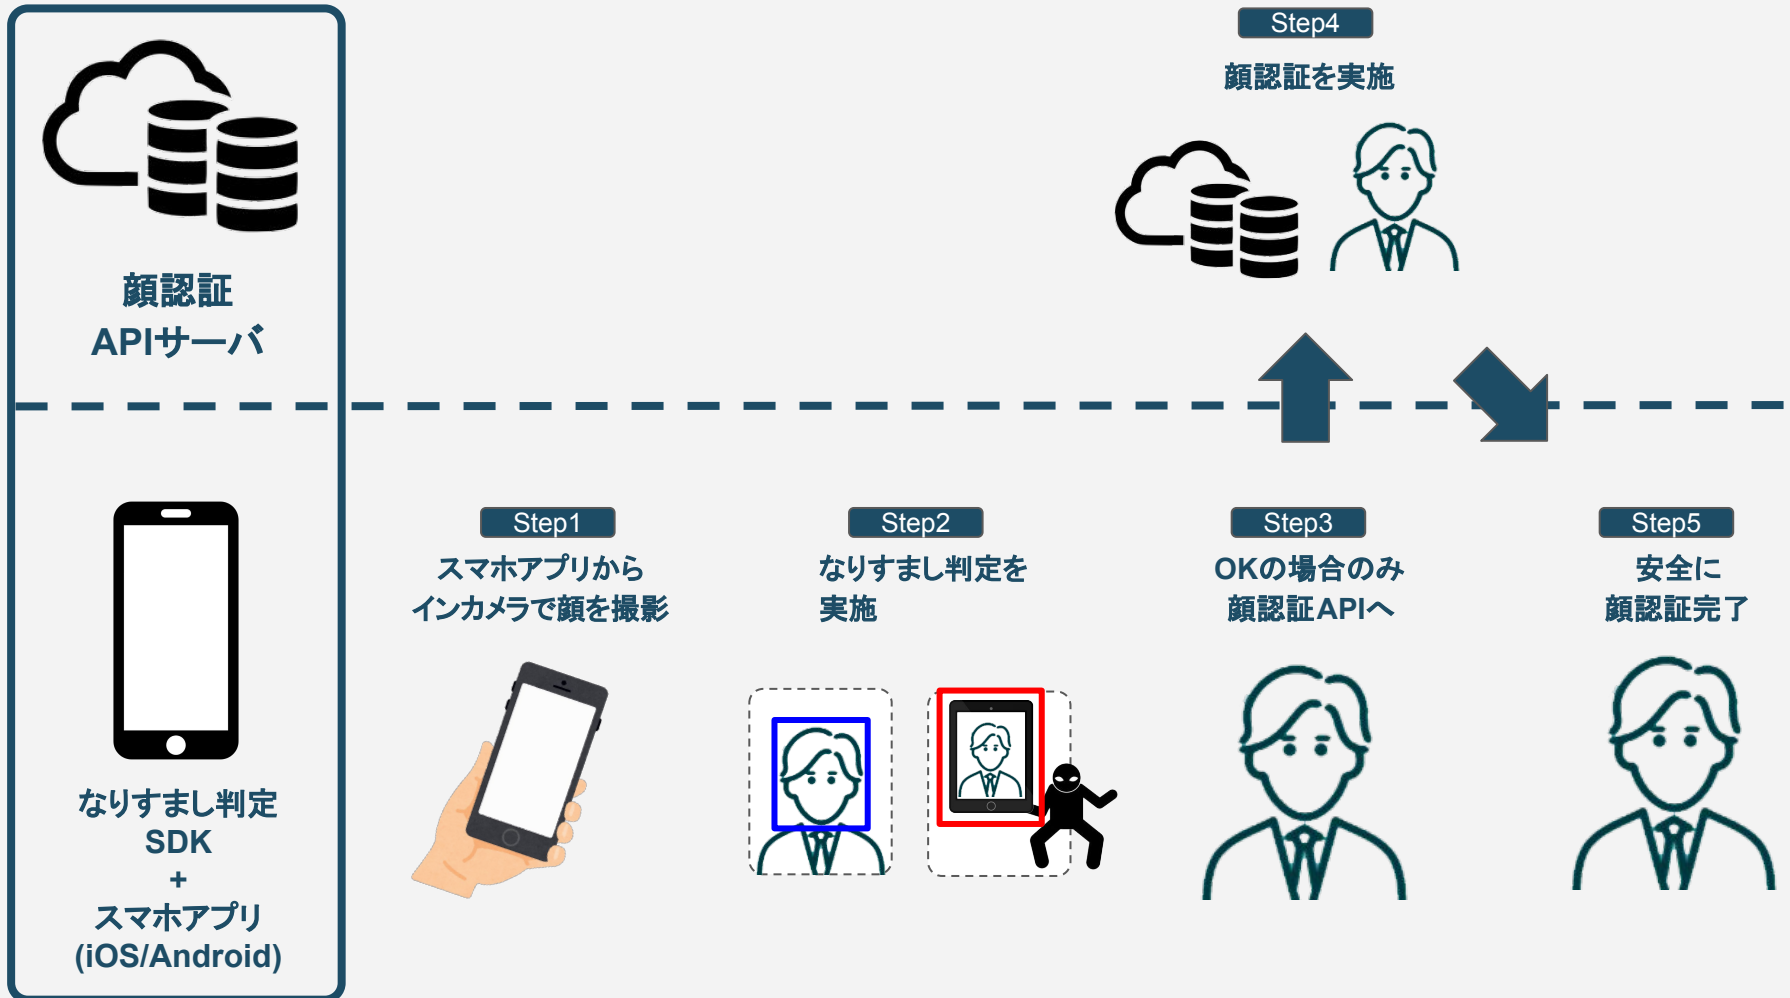 顔認証
APIサーバ
なりすまし判定
SDK
+
スマホアプリ
(iOS/Android)
Step1
スマホアプリから
インカメラで顔を撮影
Step2
なりすまし判定を
実施
Step3
OKの場合のみ
顔認証APIへ
Step4
顔認証を実施
Step5
安全に
顔認証完了